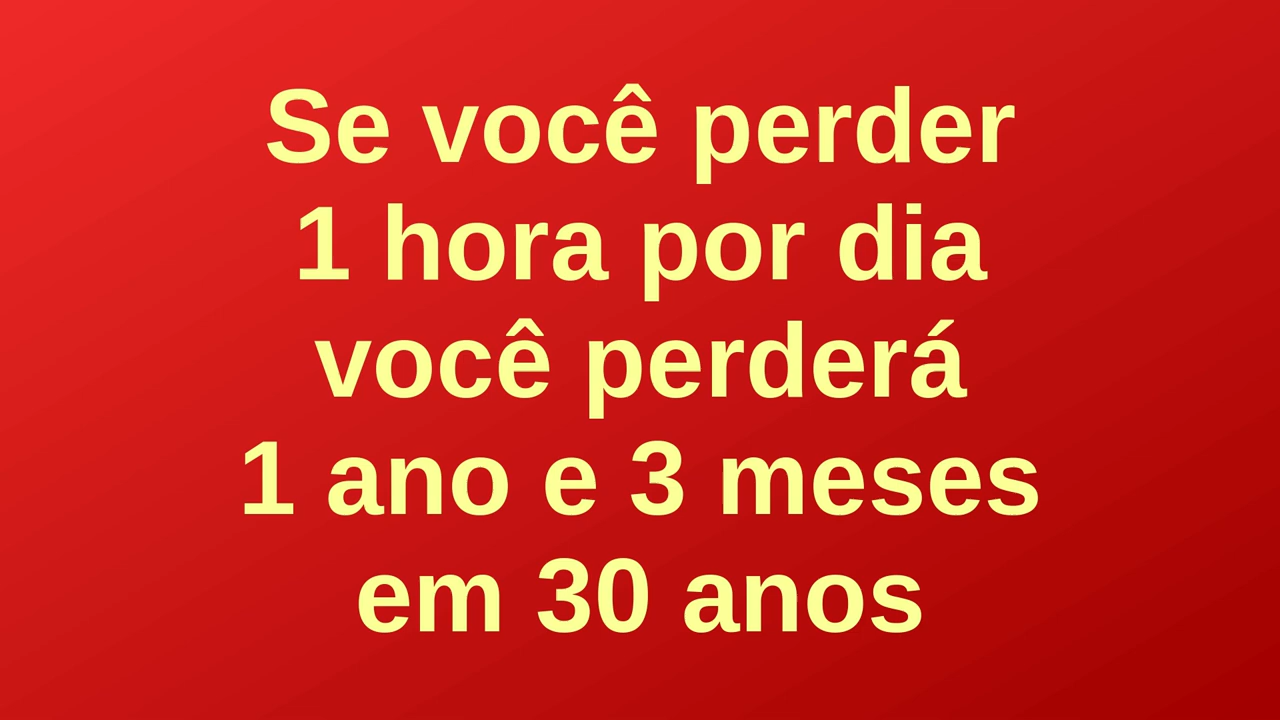 Se você perder
1 hora por dia
você perderá
1 ano e 3 meses
em 30 anos